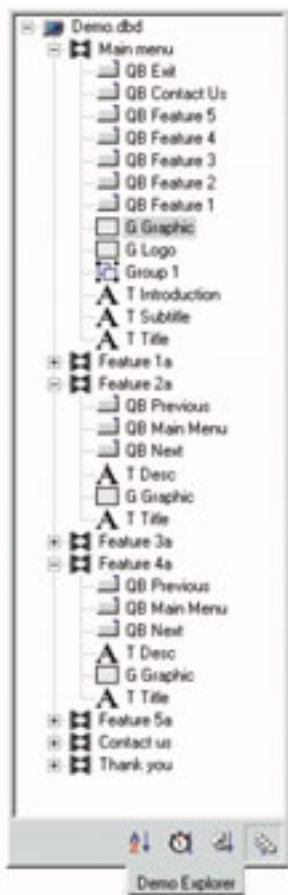 Demo.dbd
Main menu
QB Exit
QB Contact Us
QB Feature 5
QB Feature 4
QB Feature 3
QB Feature 2
QB Feature 1
G Graphic
G Logo
Group 1
T Introduction
T Subtitle
T Title
Feature 1a
Feature 2a
QB Previous
QB Main Menu
QB Next
T Desc
G Graphic
T Title
Feature 3a
Feature 4a
QB Previous
QB Main Menu
QB Next
T Desc
G Graphic
T Title
Feature 5a
Contact us
Thank you
Demo Explorer